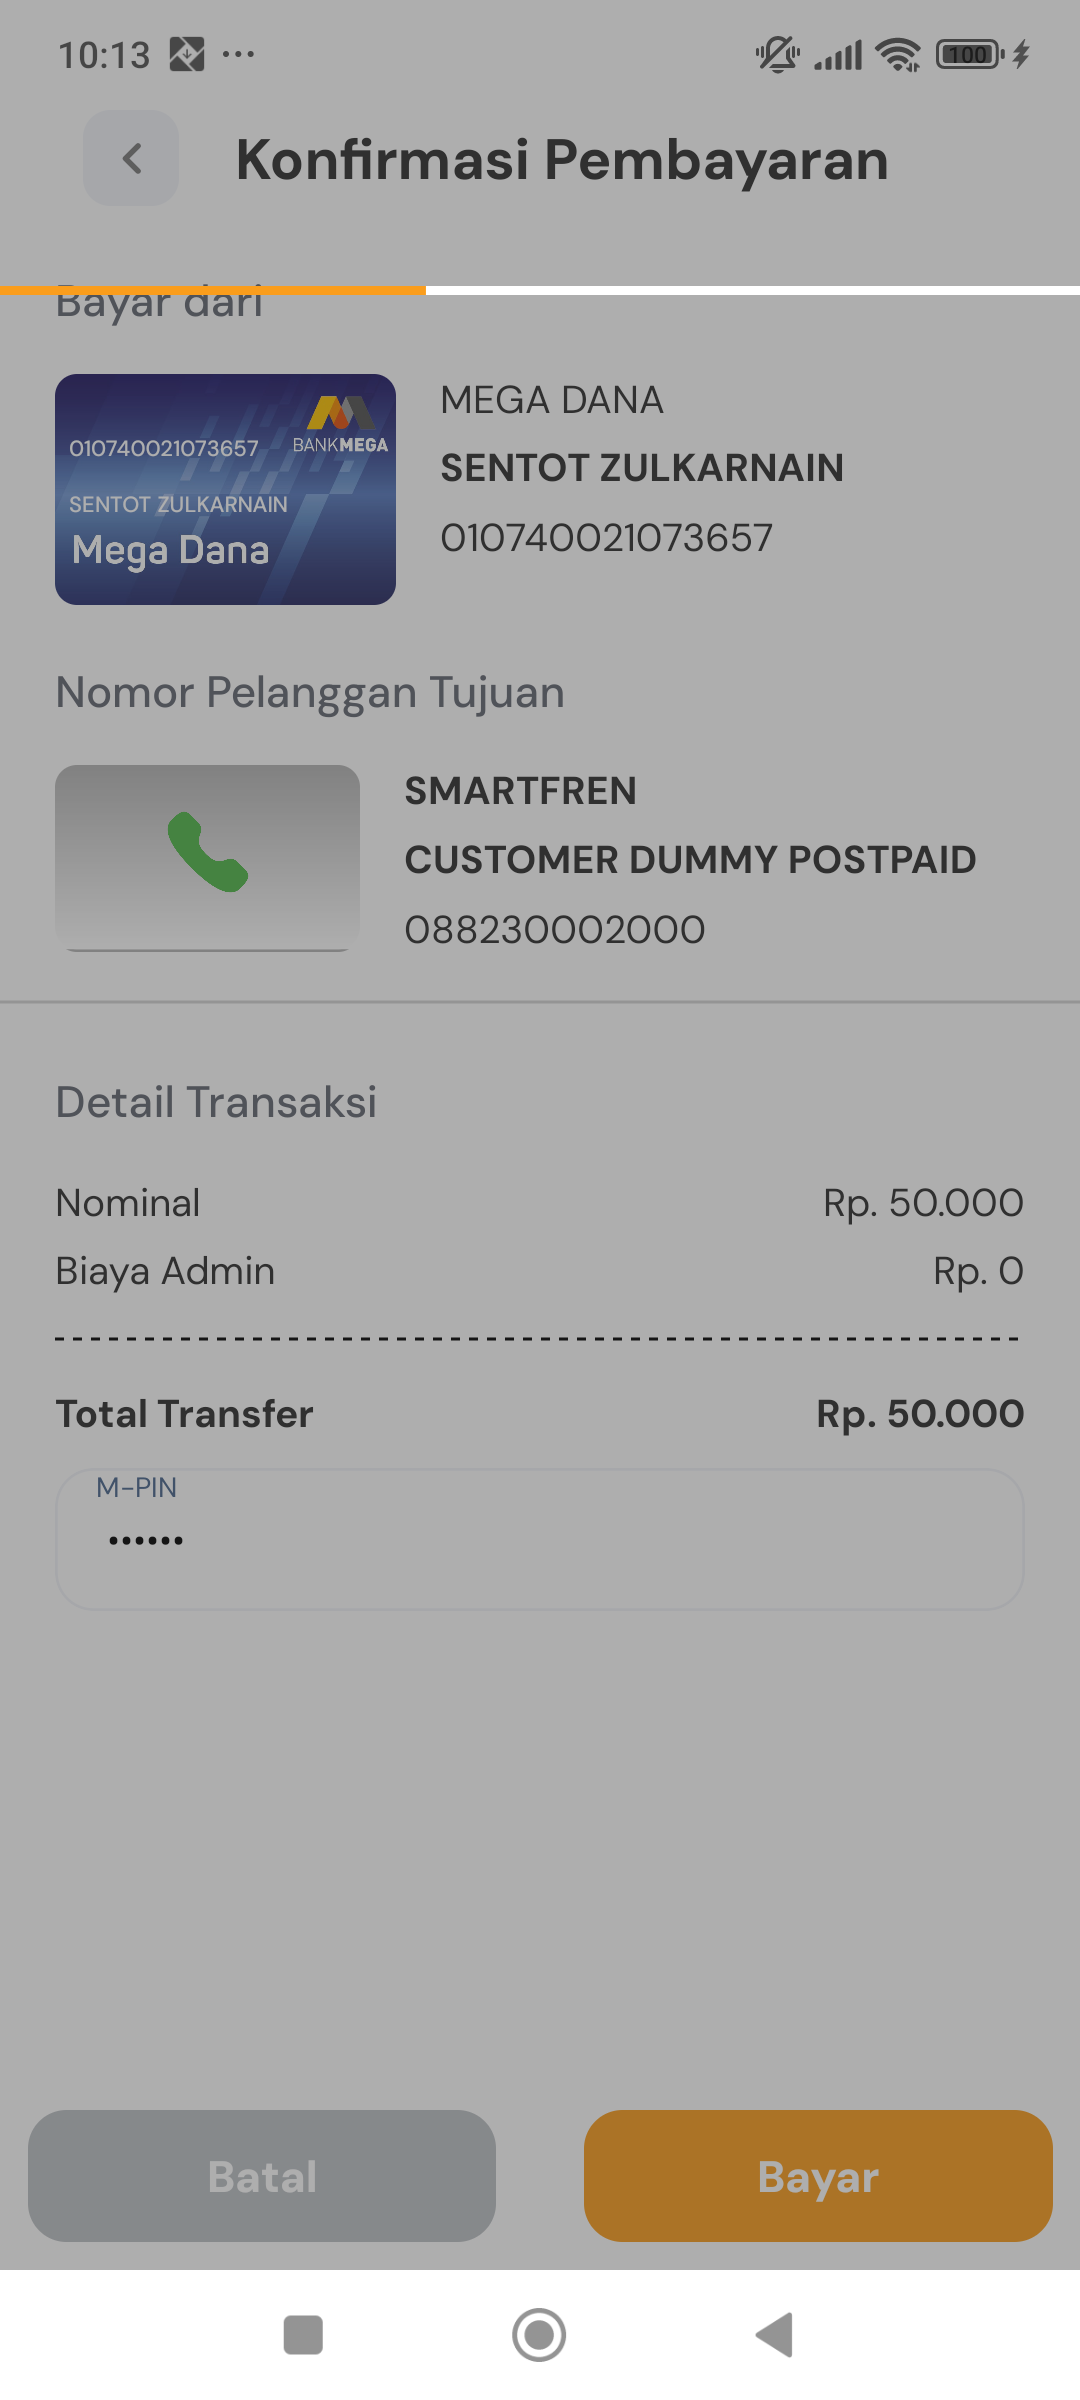 10:13
100
Konfirmasi Pembayaran
Bayar dari
010740021073657
BANKMEGA
SENTOT ZULKARNAIN
Mega Dana
MEGA DANA
SENTOT ZULKARNAIN
010740021073657
Nomor Pelanggan Tujuan
SMARTFREN
CUSTOMER DUMMY POSTPAID
088230002000
Detail Transaksi
Nominal Rp. 50.000
Biaya Admin Rp. 0
Total Transfer Rp. 50.000
M-PIN
••••••
Batal Bayar